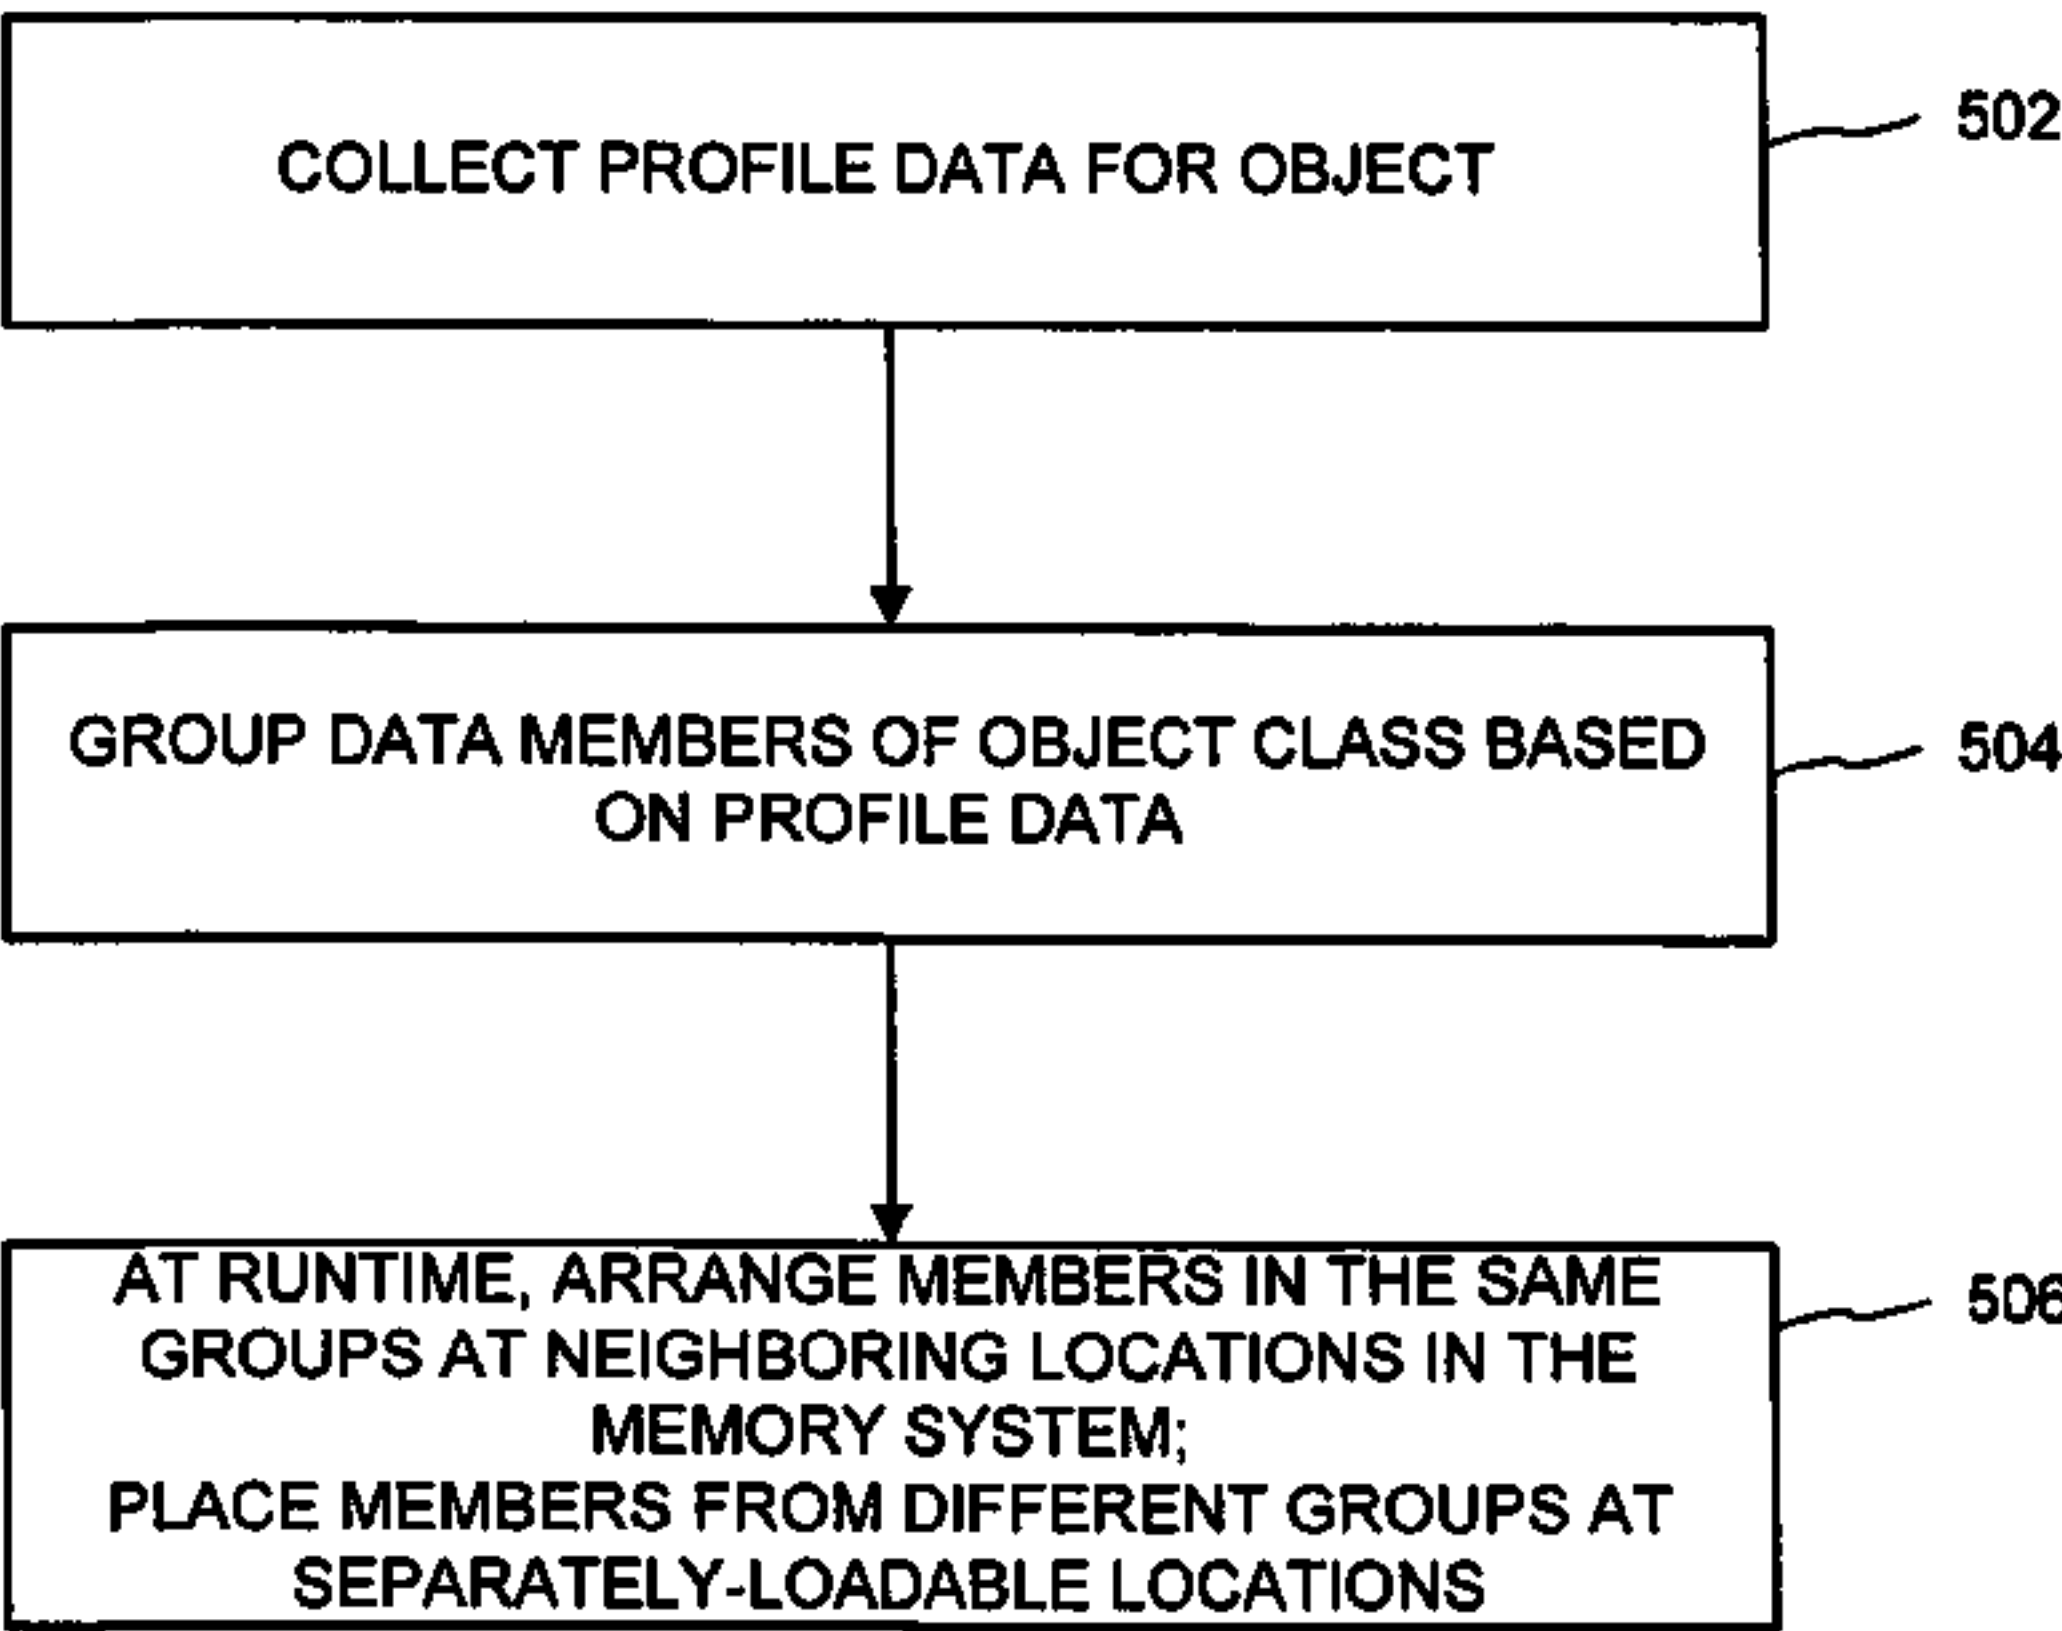 COLLECT PROFILE DATA FOR OBJECT
502
GROUP DATA MEMBERS OF OBJECT CLASS BASED
ON PROFILE DATA
504
AT RUNTIME, ARRANGE MEMBERS IN THE SAME
GROUPS AT NEIGHBORING LOCATIONS IN THE
MEMORY SYSTEM;
PLACE MEMBERS FROM DIFFERENT GROUPS AT
SEPARATELY-LOADABLE LOCATIONS
506